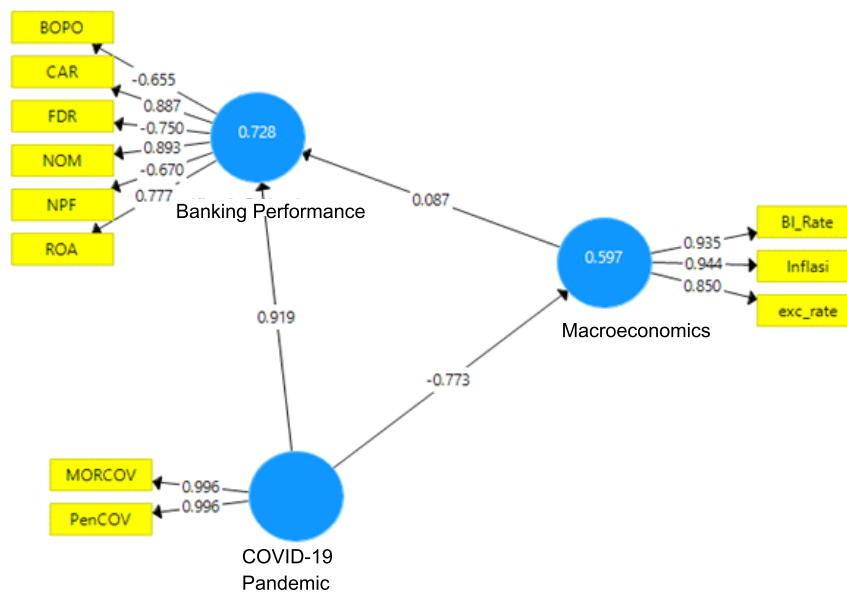 BOPO
CAR
FDR
NOM
NPF
ROA
-0.655
0.887
-0.750
0.893
-0.670
0.777
0.728
Banking Performance
0.087
0.919
-0.773
0.597
Macroeconomics
0.935
0.944
0.850
BI_Rate
Inflasi
exc_rate
MORCOV
PenCOV
0.996
0.996
COVID-19
Pandemic